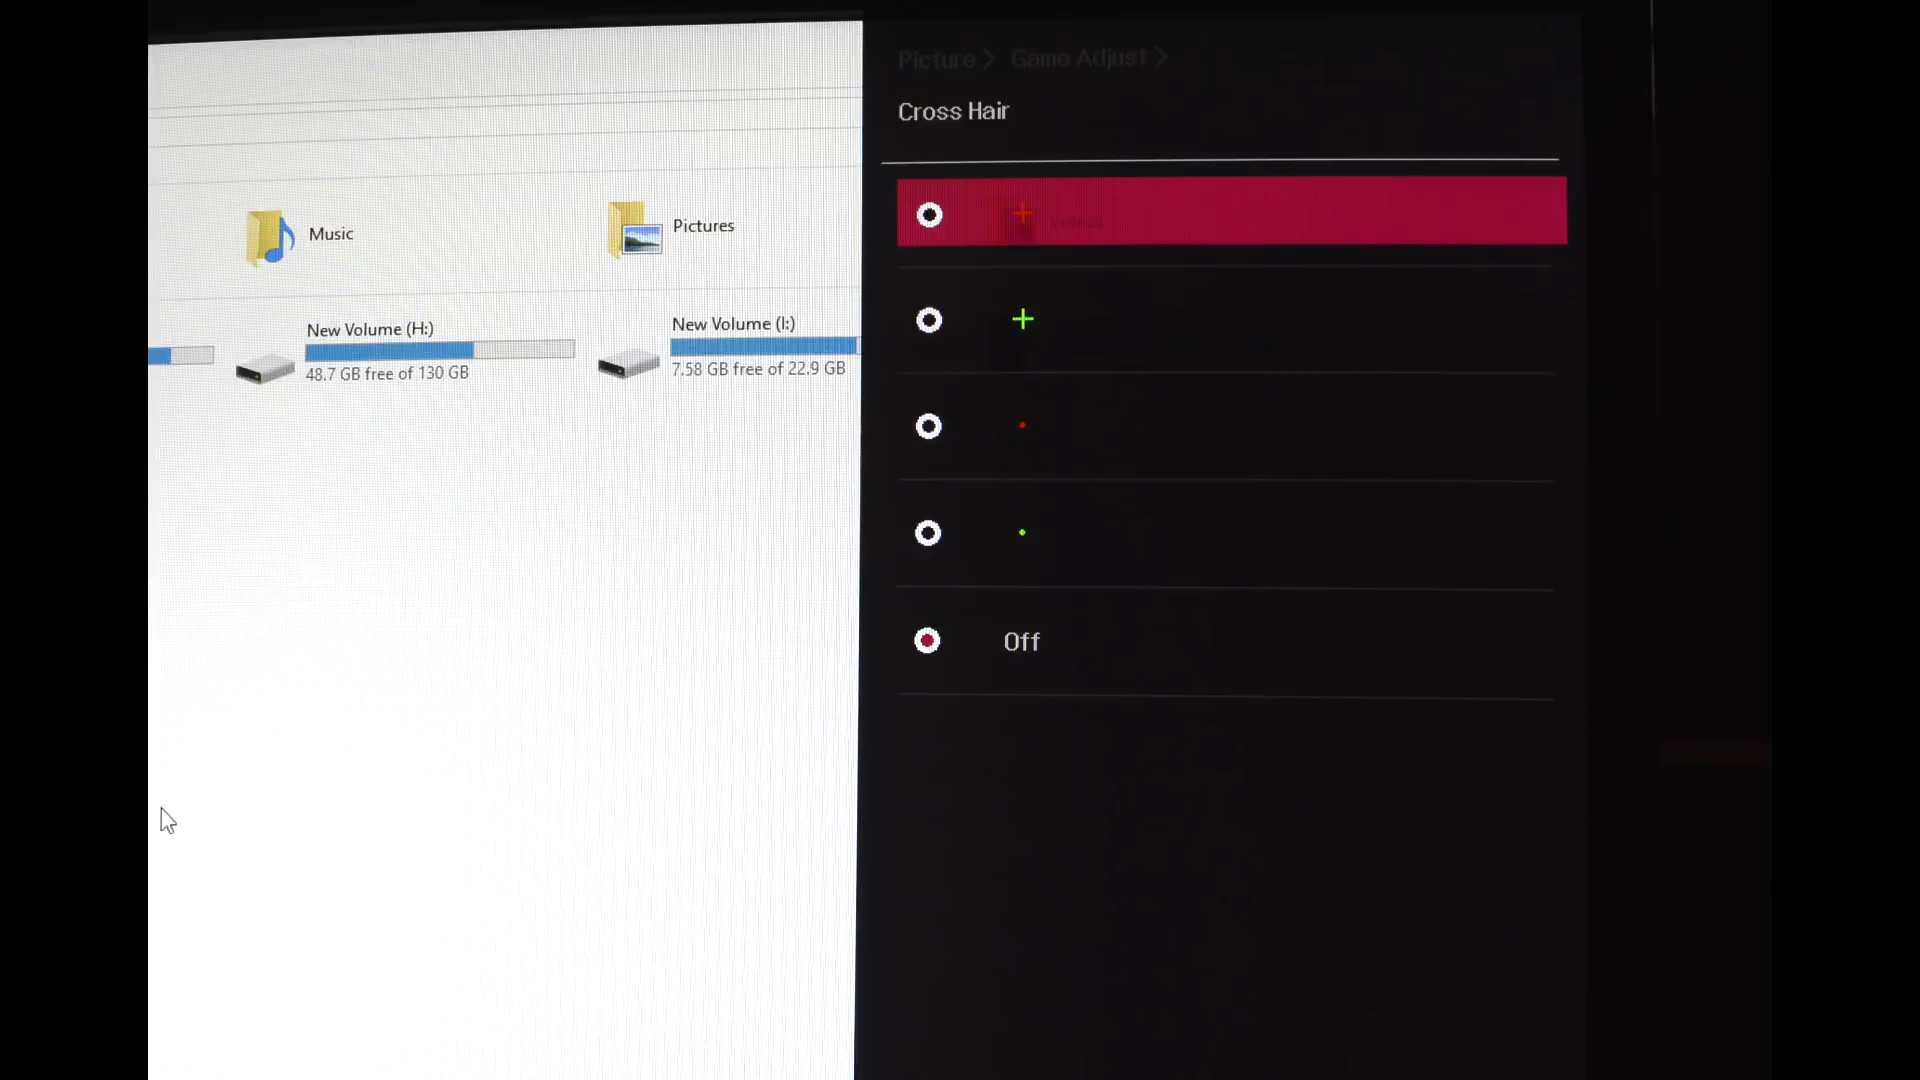 Music
Pictures
New Volume (H:)
48.7 GB free of 130 GB
New Volume (I:)
7.58 GB free of 22.9 GB
Picture > Game Adjust >
Cross Hair
Videos
Off